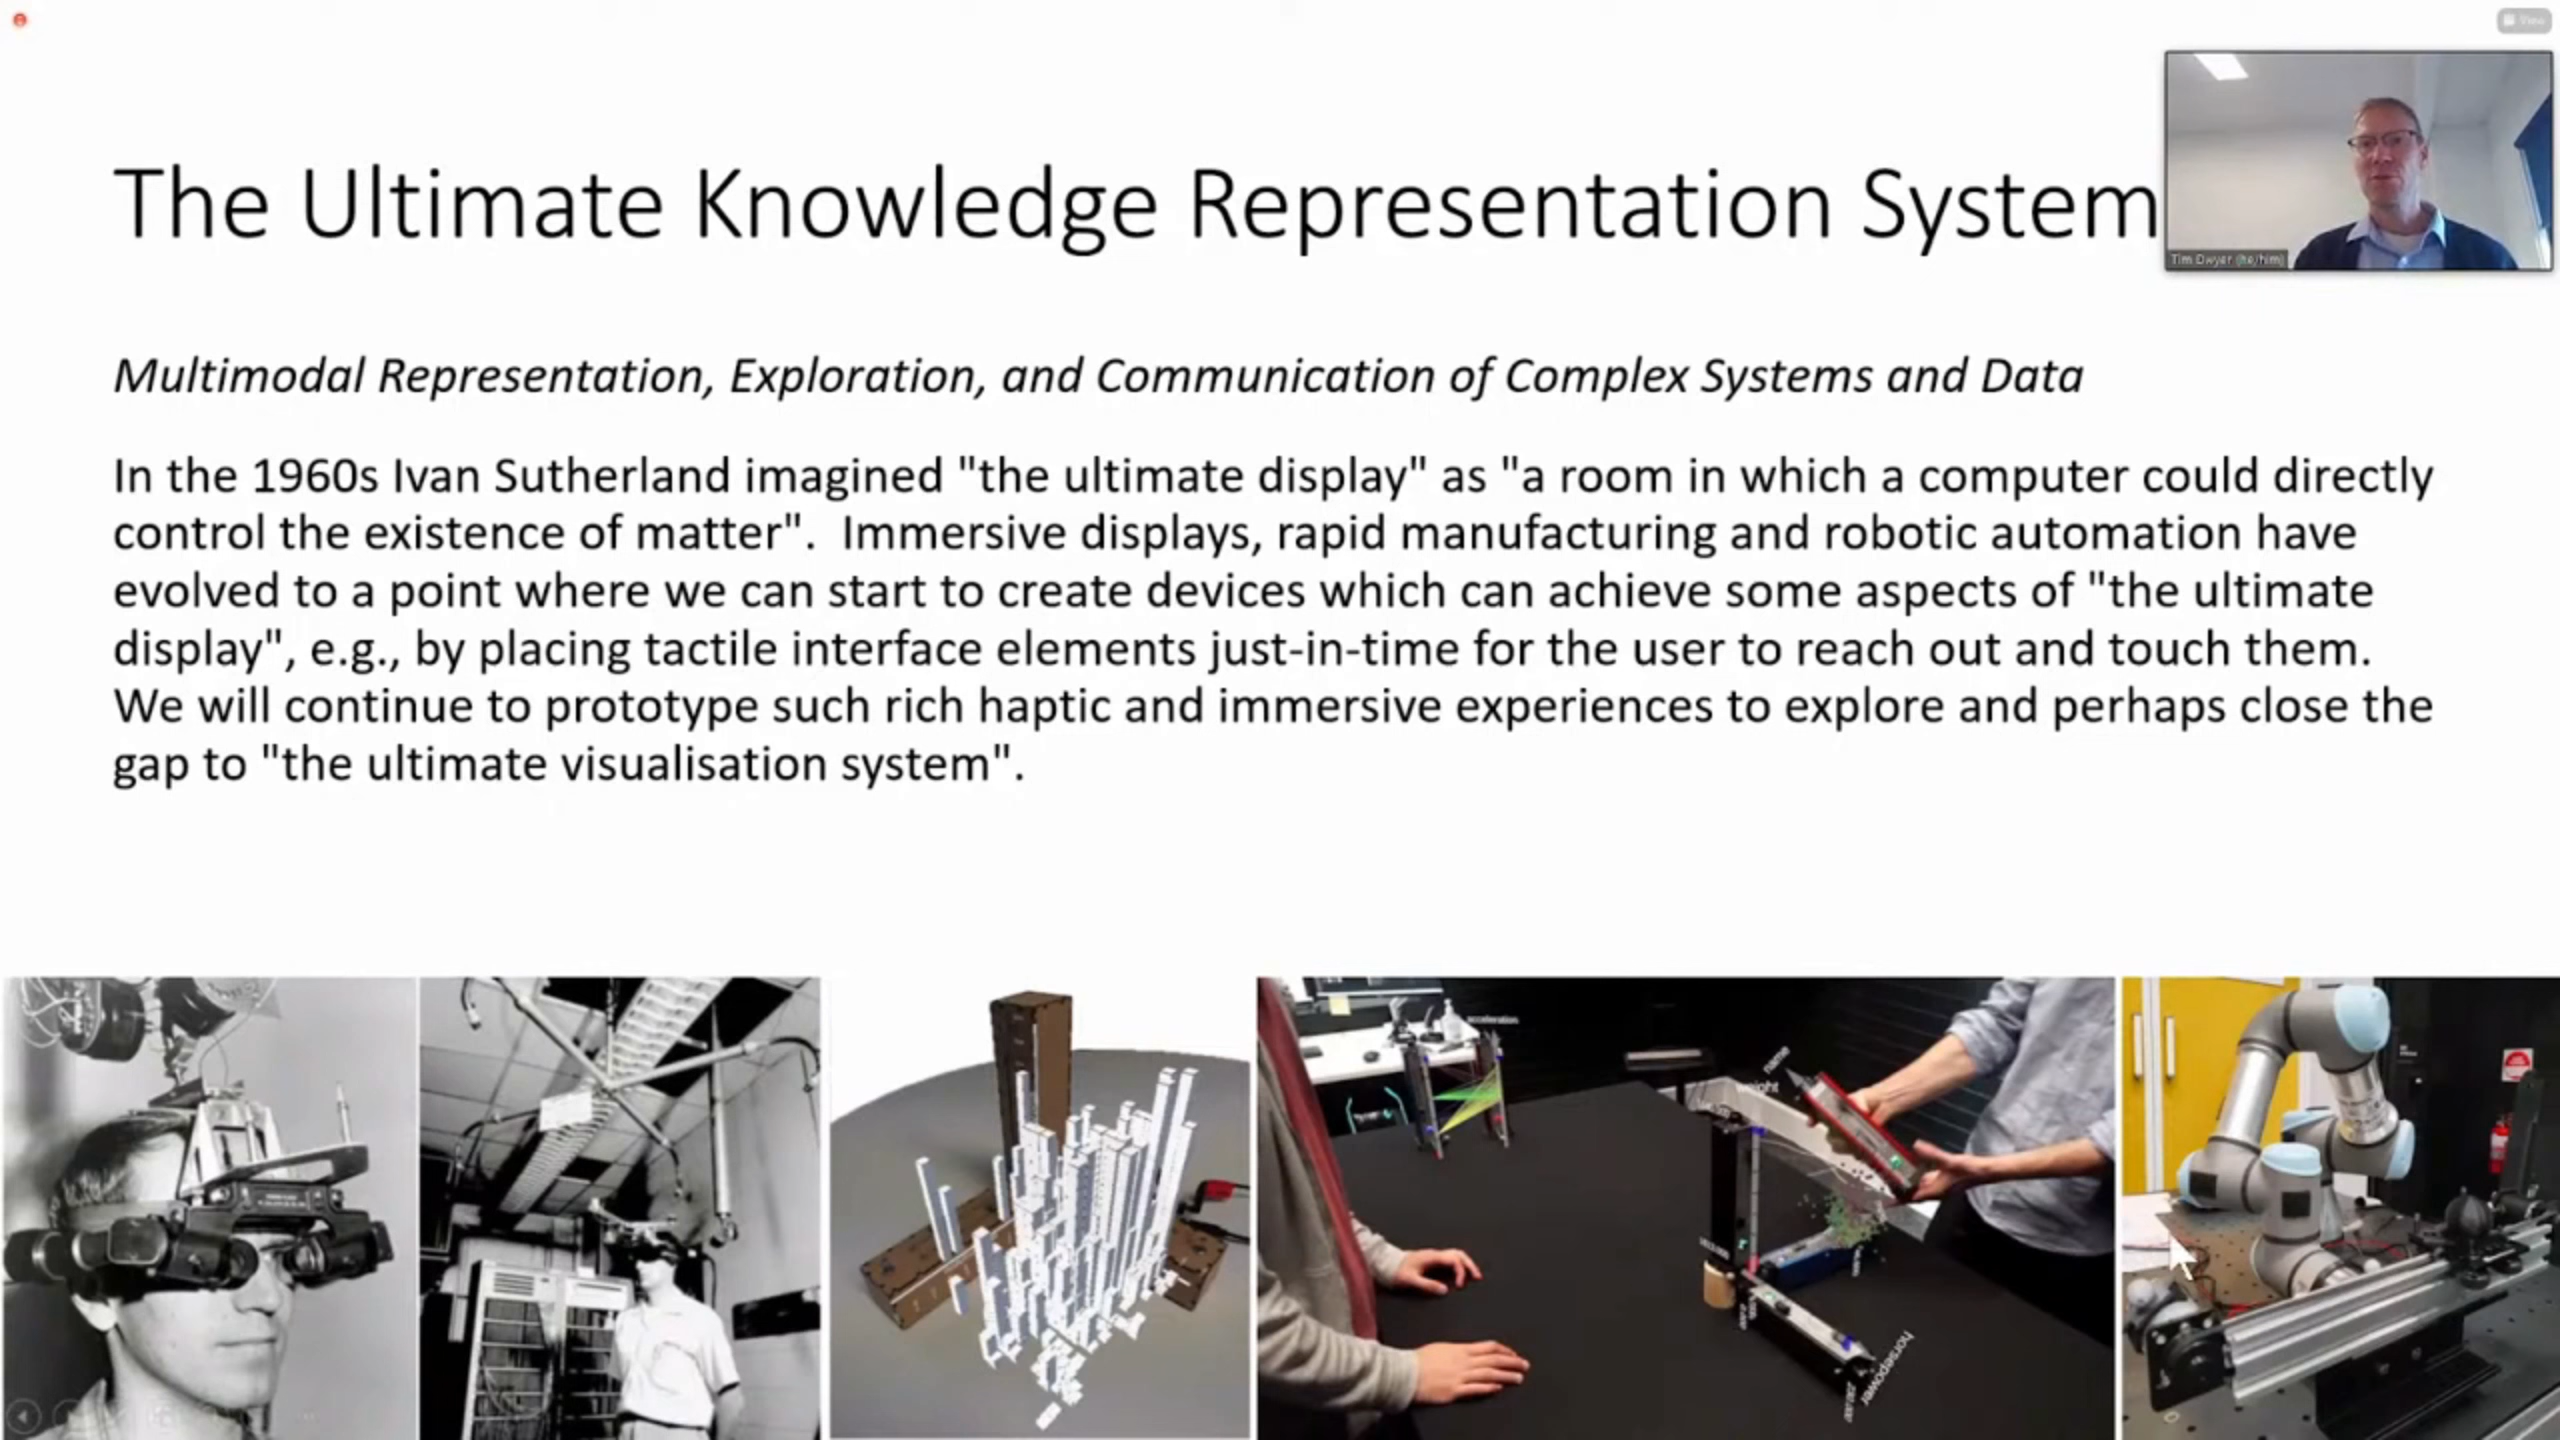 View
The Ultimate Knowledge Representation System
Tim Dwyer (he/him)
Multimodal Representation, Exploration, and Communication of Complex Systems and Data
In the 1960s Ivan Sutherland imagined "the ultimate display" as "a room in which a computer could directly
control the existence of matter".  Immersive displays, rapid manufacturing and robotic automation have
evolved to a point where we can start to create devices which can achieve some aspects of "the ultimate
display", e.g., by placing tactile interface elements just-in-time for the user to reach out and touch them.
We will continue to prototype such rich haptic and immersive experiences to explore and perhaps close the
gap to "the ultimate visualisation system".
acceleration
name
horsepower